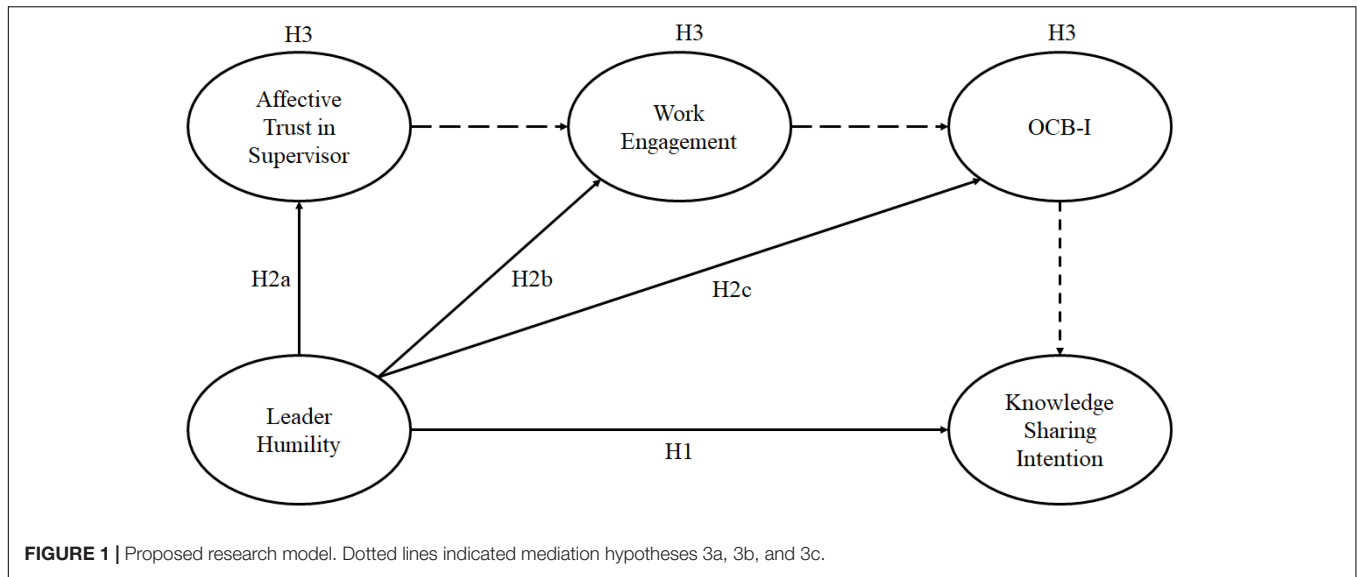 H3
H3
H3
Affective
Trust in
Supervisor
Work
Engagement
OCB-I
H2a
H2b
H2c
Leader
Humility
H1
Knowledge
Sharing
Intention
FIGURE 1 | Proposed research model. Dotted lines indicated mediation hypotheses 3a, 3b, and 3c.